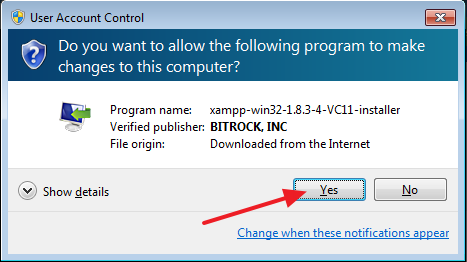 User Account Control
Do you want to allow the following program to make
changes to this computer?
Program name: xampp-win32-1.8.3-4-VC11-installer
Verified publisher: BITROCK, INC
File origin: Downloaded from the Internet
Show details
Yes
No
Change when these notifications appear